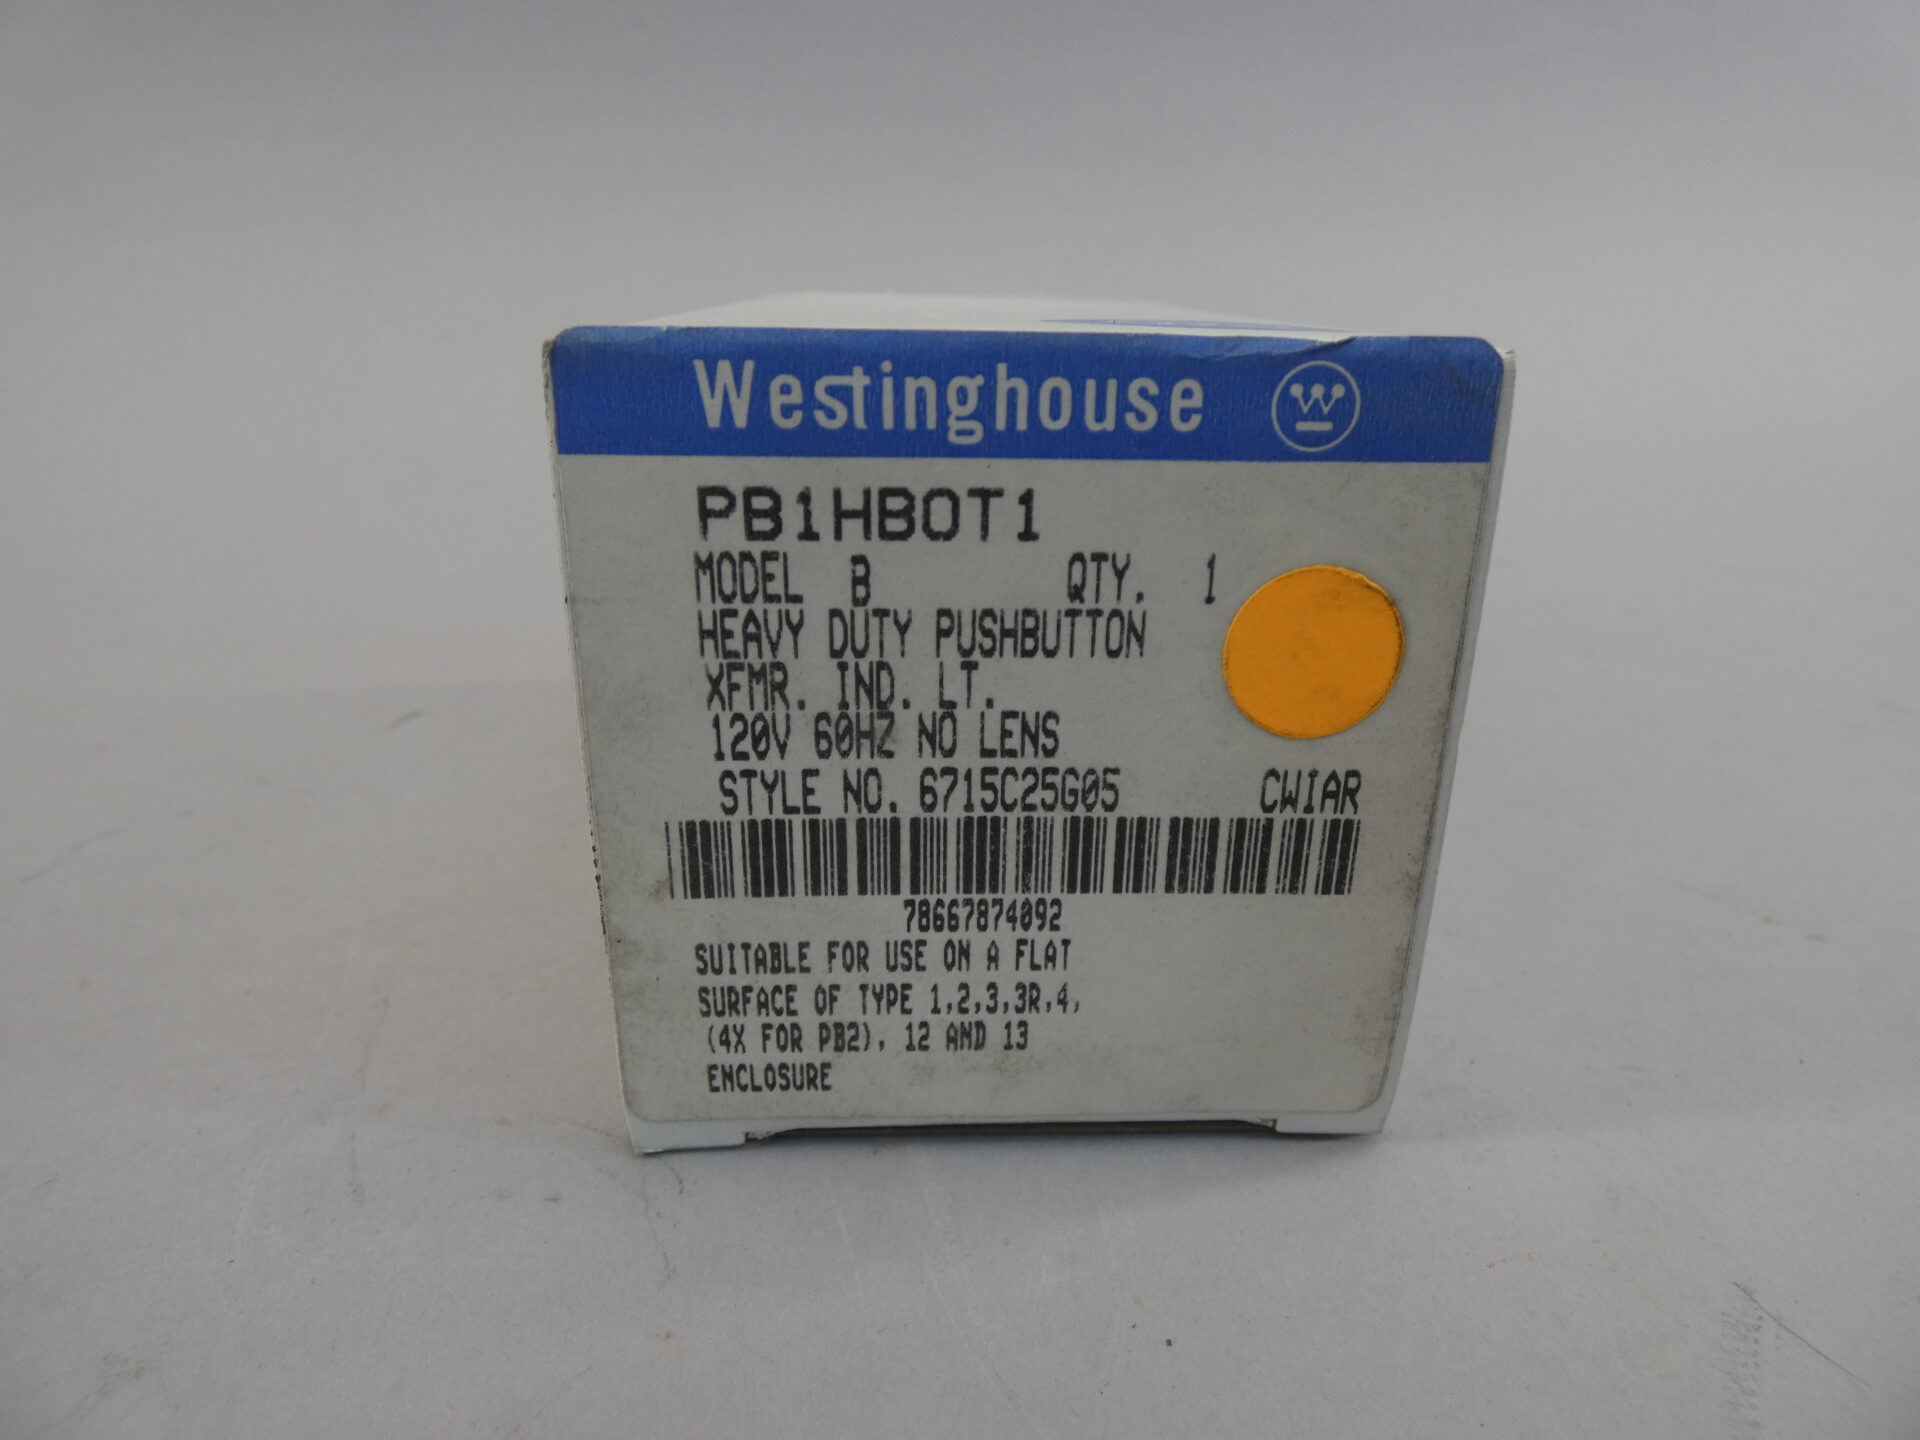 Westinghouse W
PB1HBOT1
MODEL B QTY. 1
HEAVY DUTY PUSHBUTTON
XFMR. IND. LT.
120V 60HZ NO LENS
STYLE NO. 6715C25G05 CWIAR
78667874092
SUITABLE FOR USE ON A FLAT
SURFACE OF TYPE 1,2,3,3R,4,
(4X FOR PB2), 12 AND 13
ENCLOSURE